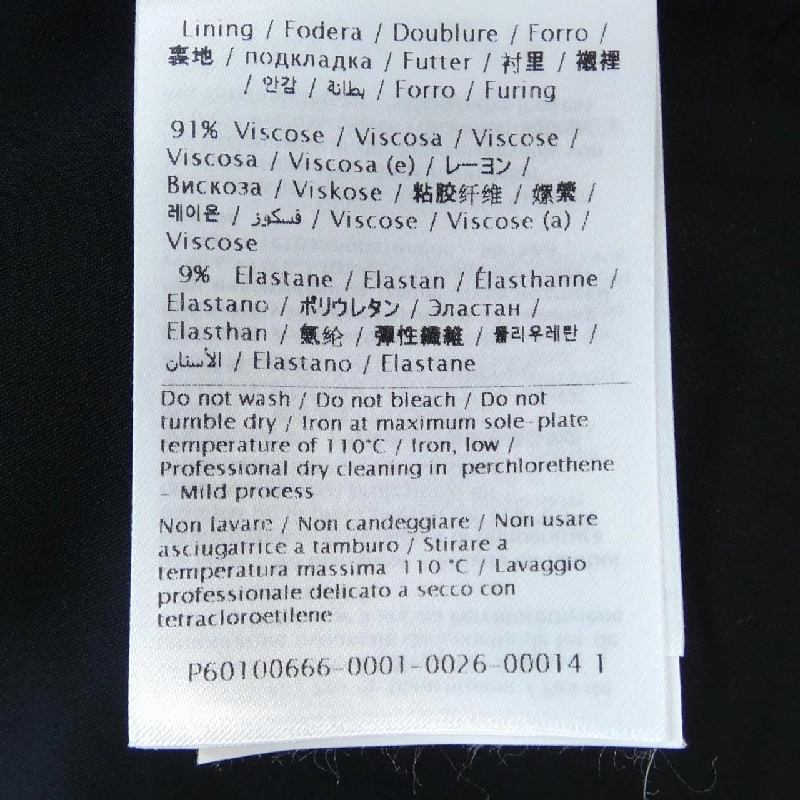 Lining / Fodera / Doublure / Forro /
裏地 / подкладка / Futter / 衬里 / 襯裡
/ 안감 / بطانة / Forro / Furing
91% Viscose / Viscosa / Viscose /
Viscosa / Viscosa (e) / レーヨン /
Вискоза / Viskose / 粘胶纤维 / 嫘縈 /
레이온 / فسكوز / Viscose / Viscose (a) /
Viscose
9% Elastane / Elastan / Élasthanne /
Elastano / ポリウレタン / Эластан /
Elasthan / 氨纶 / 彈性纖維 / 폴리우레탄 /
الأستان / Elastano / Elastane
Do not wash / Do not bleach / Do not
tumble dry / Iron at maximum sole-plate
temperature of 110°C / Iron, low /
Professional dry cleaning in perchlorethene
- Mild process
Non lavare / Non candeggiare / Non usare
asciugatrice a tamburo / Stirare a
temperatura massima 110 °C / Lavaggio
professionale delicato a secco con
tetracloroetilene
P60100666-0001-0026-00014 1